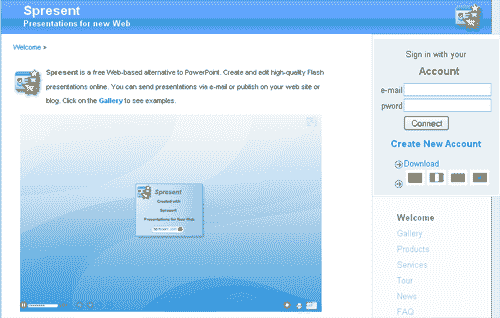 Spresent
Presentations for new Web
Welcome »
Spresent is a free Web-based alternative to PowerPoint. Create and edit high-quality Flash
presentations online. You can send presentations via e-mail or publish on your web site or
blog. Click on the Gallery to see examples.
Spresent
Created with
Spresent
Presentations for New Web
Sign in with your
Account
e-mail
pword
Connect
Create New Account
Download
Welcome
Gallery
Products
Services
Tour
News
FAQ